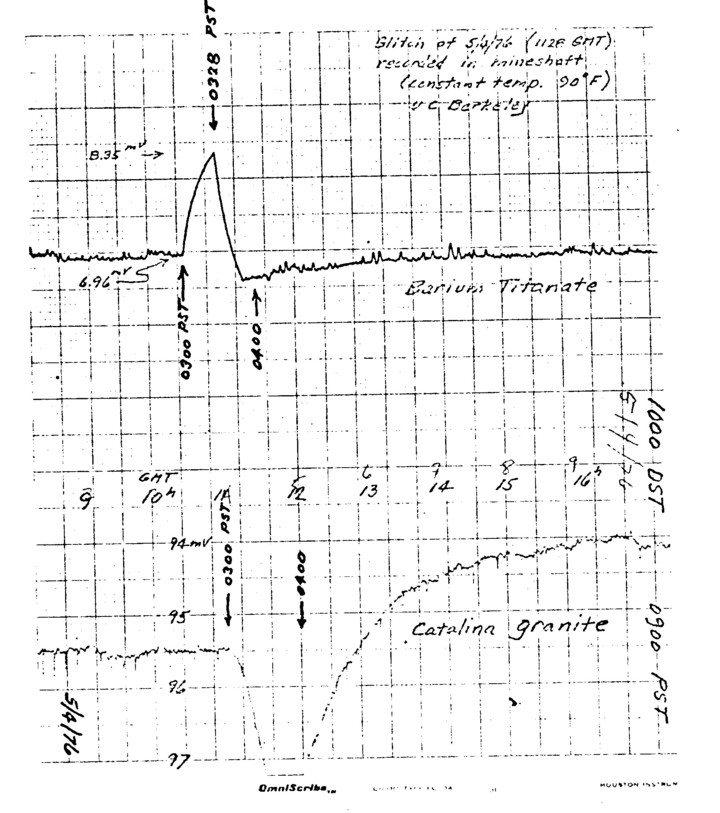 0328 PST
Glitch of 5/4/76 (1128 GMT)
recorded in mineshaft
(constant temp. 90°F)
U C Berkeley
8.35 mV
6.96 mV
0300 PST
0400
Barium Titanate
1000 DST
5/4/76
GMT
9 10h 11 12 13 14 15 16h
5 6 7 8 9
94 mV
0300 PST
0400
95
Catalina granite
0900 PST
96
5/4/76
97
OmniScribe
HOUSTON INSTRUM